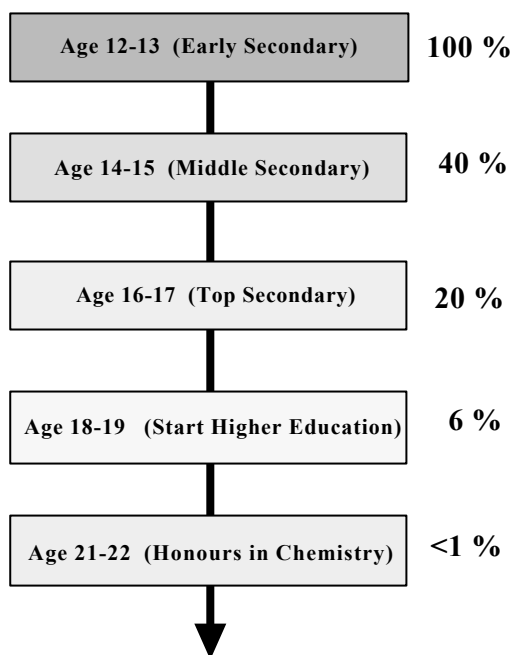 Age 12-13 (Early Secondary) 100 %
Age 14-15 (Middle Secondary) 40 %
Age 16-17 (Top Secondary) 20 %
Age 18-19 (Start Higher Education) 6 %
Age 21-22 (Honours in Chemistry) <1 %